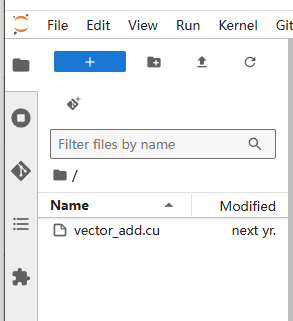 File Edit View Run Kernel Git
Filter files by name
/
Name Modified
vector_add.cu next yr.